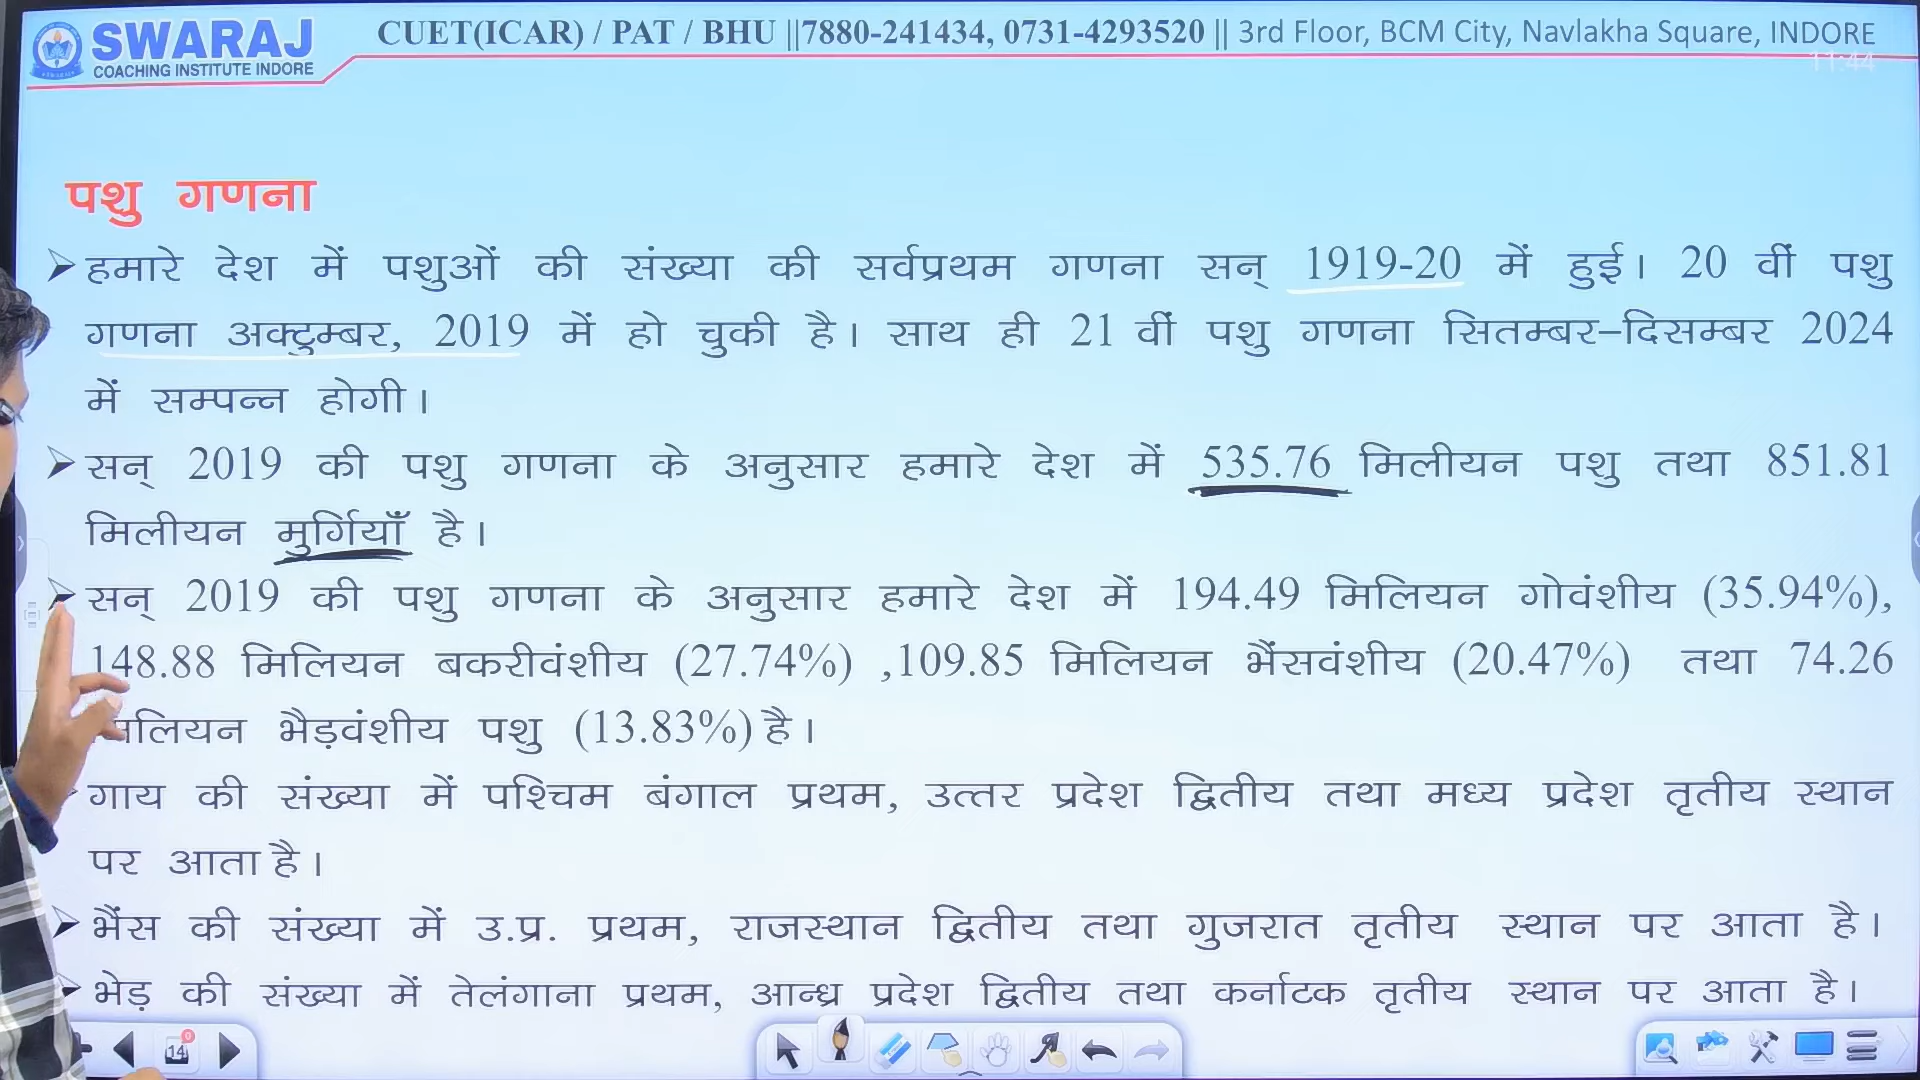 SWARAJ
COACHING INSTITUTE INDORE
CUET(ICAR) / PAT / BHU ||7880-241434, 0731-4293520 || 3rd Floor, BCM City, Navlakha Square, INDORE
11:44
पशु गणना
हमारे देश में पशुओं की संख्या की सर्वप्रथम गणना सन् 1919-20 में हुई। 20 वीं पशु
गणना अक्टुम्बर, 2019 में हो चुकी है। साथ ही 21 वीं पशु गणना सितम्बर–दिसम्बर 2024
में सम्पन्न होगी।
सन् 2019 की पशु गणना के अनुसार हमारे देश में 535.76 मिलीयन पशु तथा 851.81
मिलीयन मुर्गियाँ है।
सन् 2019 की पशु गणना के अनुसार हमारे देश में 194.49 मिलियन गोवंशीय (35.94%),
148.88 मिलियन बकरीवंशीय (27.74%) ,109.85 मिलियन भैंसवंशीय (20.47%) तथा 74.26
मिलियन भैड़वंशीय पशु (13.83%) है।
गाय की संख्या में पश्चिम बंगाल प्रथम, उत्तर प्रदेश द्वितीय तथा मध्य प्रदेश तृतीय स्थान
पर आता है।
भैंस की संख्या में उ.प्र. प्रथम, राजस्थान द्वितीय तथा गुजरात तृतीय स्थान पर आता है।
भेड़ की संख्या में तेलंगाना प्रथम, आन्ध्र प्रदेश द्वितीय तथा कर्नाटक तृतीय स्थान पर आता है।
14
0